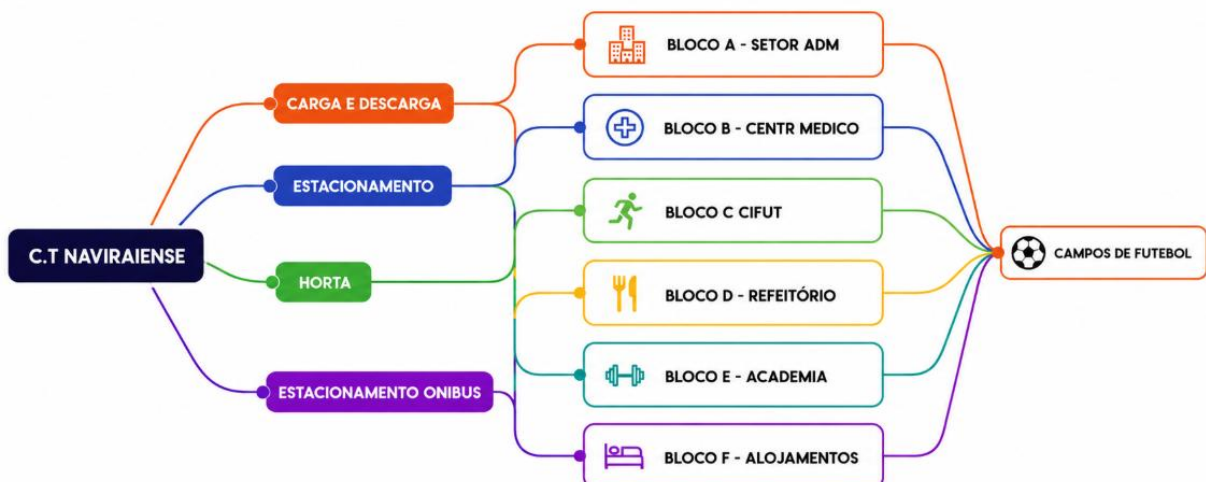 C.T NAVIRAIENSE
CARGA E DESCARGA
ESTACIONAMENTO
HORTA
ESTACIONAMENTO ONIBUS
BLOCO A - SETOR ADM
BLOCO B - CENTR MEDICO
BLOCO C CIFUT
BLOCO D - REFEITÓRIO
BLOCO E - ACADEMIA
BLOCO F - ALOJAMENTOS
CAMPOS DE FUTEBOL